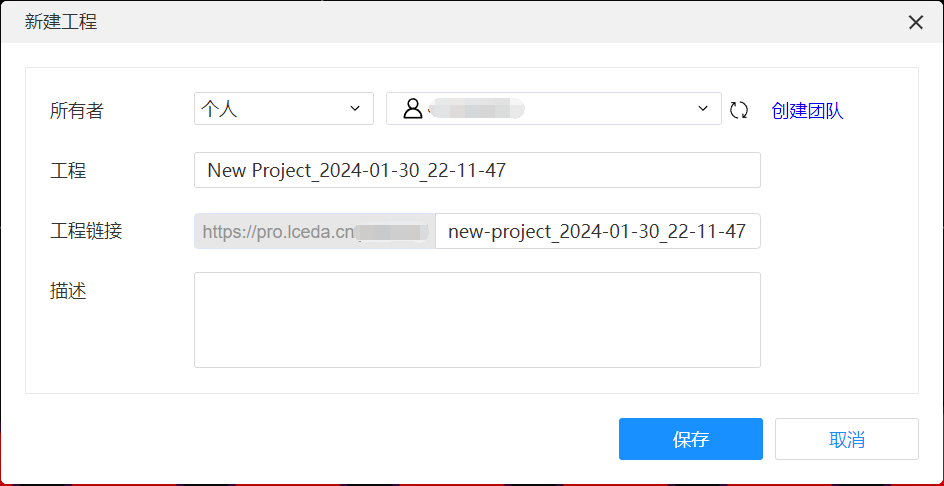 新建工程
所有者 个人 创建团队
工程 New Project_2024-01-30_22-11-47
工程链接 https://pro.lceda.cn new-project_2024-01-30_22-11-47
描述
保存 取消